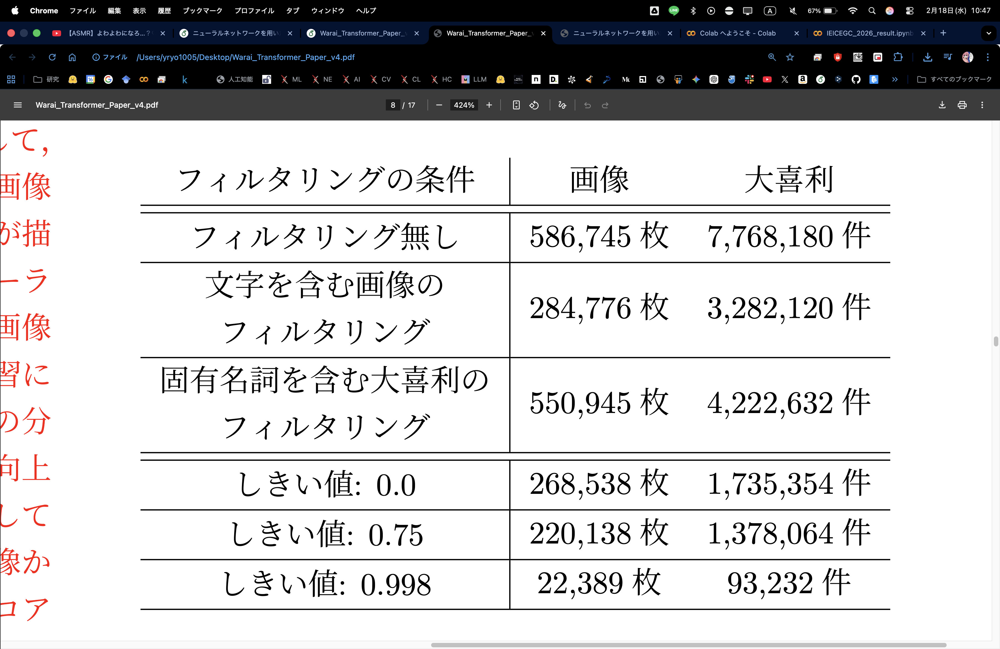 Chrome ファイル 編集 表示 履歴 ブックマーク プロファイル タブ ウィンドウ ヘルプ LINE A 67% 2月18日(水) 10:47
【ASMR】よわよわになろ...？ ニューラルネットワークを用い Warai_Transformer_Paper_v Warai_Transformer_Paper_v ニューラルネットワークを用い Colab へようこそ - Colab IEICEGC_2026_result.ipynb
ファイル /Users/yryo1005/Desktop/Warai_Transformer_Paper_v4.pdf
研究 16 k 人工知能 ML NE AI CV CL HC LLM すべてのブックマーク
Warai_Transformer_Paper_v4.pdf 8 / 17 424%
して,
画像
が描
ーラ
画像
習に
の分
向上
して
像か
コア
フィルタリングの条件 画像 大喜利
フィルタリング無し 586,745 枚 7,768,180 件
文字を含む画像の
フィルタリング 284,776 枚 3,282,120 件
固有名詞を含む大喜利の
フィルタリング 550,945 枚 4,222,632 件
しきい値: 0.0 268,538 枚 1,735,354 件
しきい値: 0.75 220,138 枚 1,378,064 件
しきい値: 0.998 22,389 枚 93,232 件